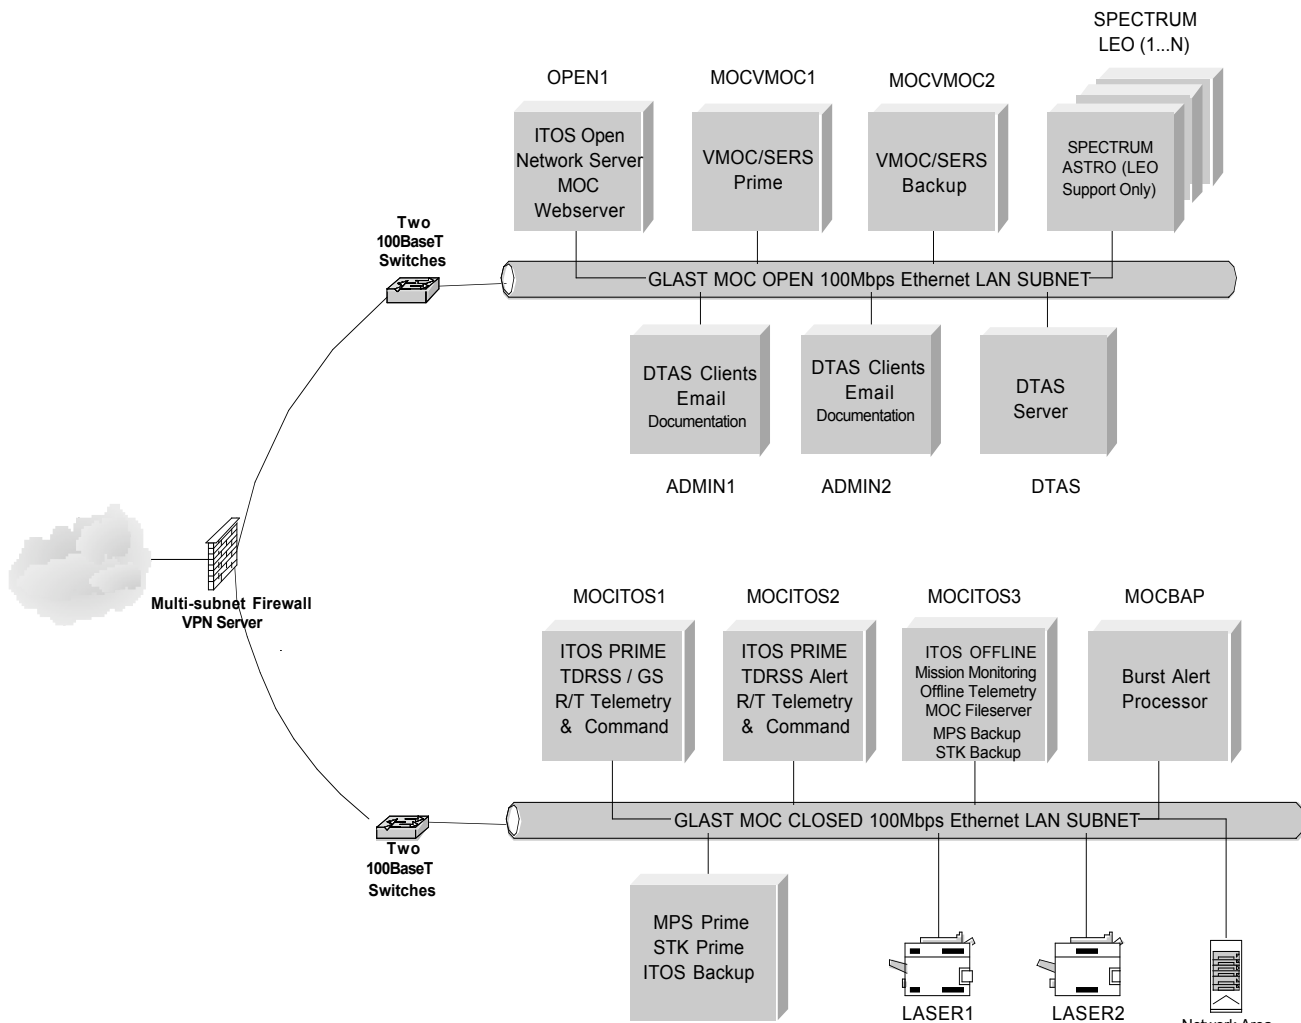 SPECTRUM
LEO (1...N)
OPEN1
MOCVMOC1
MOCVMOC2
ITOS Open
Network Server
MOC
Webserver
VMOC/SERS
Prime
VMOC/SERS
Backup
SPECTRUM
ASTRO (LEO
Support Only)
Two
100BaseT
Switches
GLAST MOC OPEN 100Mbps Ethernet LAN SUBNET
DTAS Clients
Email
Documentation
DTAS Clients
Email
Documentation
DTAS
Server
ADMIN1
ADMIN2
DTAS
Multi-subnet Firewall
VPN Server
MOCITOS1
MOCITOS2
MOCITOS3
MOCBAP
ITOS PRIME
TDRSS / GS
R/T Telemetry
& Command
ITOS PRIME
TDRSS Alert
R/T Telemetry
& Command
ITOS OFFLINE
Mission Monitoring
Offline Telemetry
MOC Fileserver
MPS Backup
STK Backup
Burst Alert
Processor
GLAST MOC CLOSED 100Mbps Ethernet LAN SUBNET
Two
100BaseT
Switches
MPS Prime
STK Prime
ITOS Backup
LASER1
LASER2
Network Area